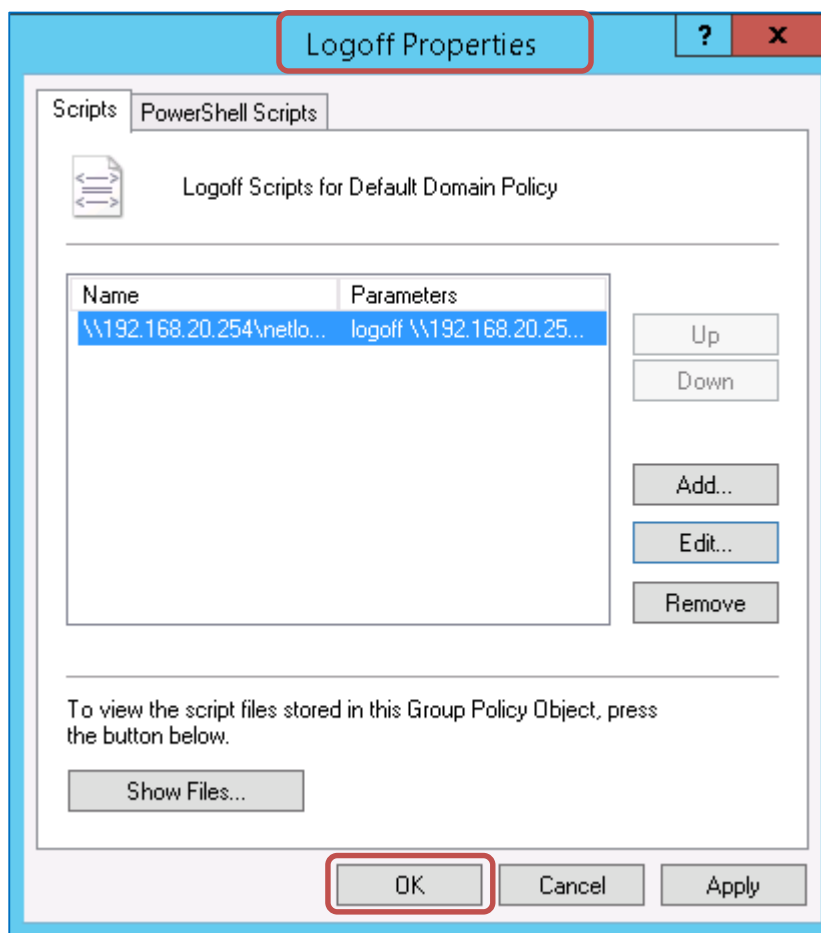 Logoff Properties
?
x
Scripts
PowerShell Scripts
Logoff Scripts for Default Domain Policy
Name Parameters
\\192.168.20.254\netlo... logoff \\192.168.20.25...
Up
Down
Add...
Edit...
Remove
To view the script files stored in this Group Policy Object, press
the button below.
Show Files...
OK Cancel Apply